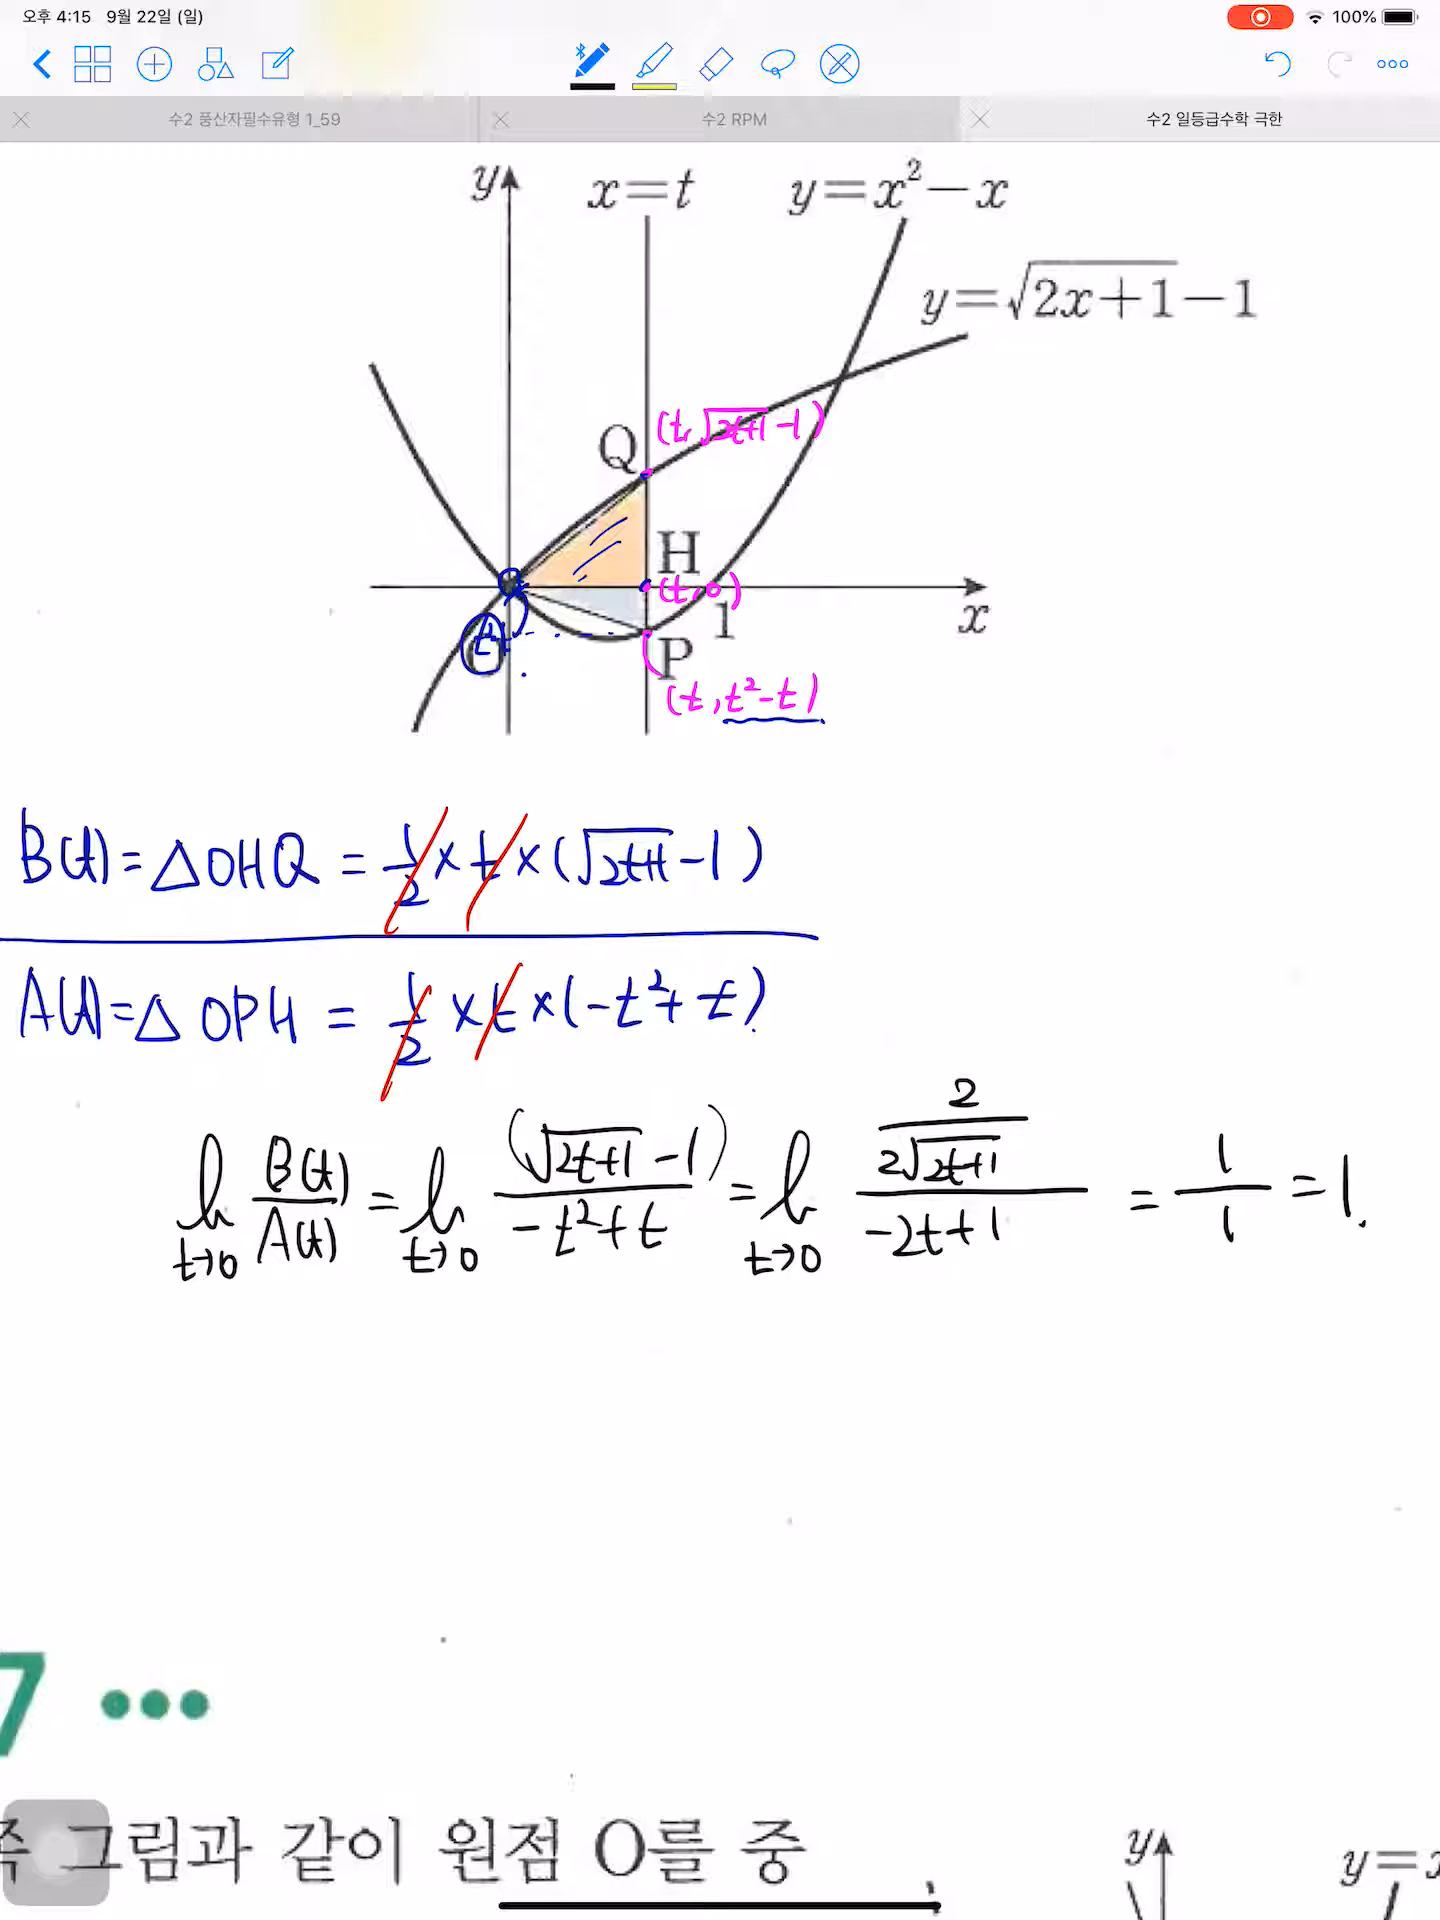 오후 4:15 9월 22일 (일) 100%
수2 풍산자필수유형 1_59 수2 RPM 수2 일등급수학 극한
y x=t y=x²-x
y=√(2x+1)-1
Q (t, √(2t+1) -1)
H
(t, 0)
1 x
O P
(t, t²-t)
B(t) = △OHQ = 1/2 × t × (√(2t+1) -1)
A(t) = △OPH = 1/2 × t × (-t²+t)
lim t→0 B(t)/A(t) = lim t→0 (√(2t+1) -1)/(-t²+t) = lim t→0 (2/(2√(2t+1)))/(-2t+1) = 1/1 = 1.
7 •••
그림과 같이 원점 O를 중
y y=x